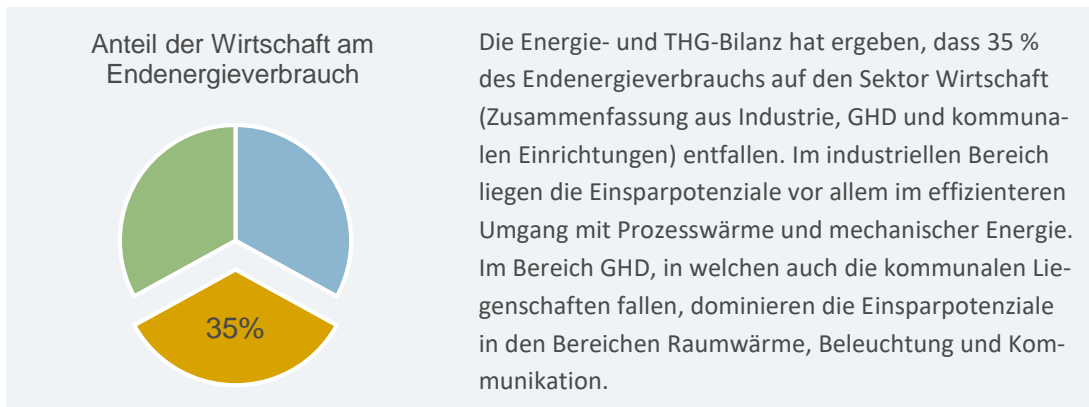 Anteil der Wirtschaft am
Endenergieverbrauch
35%
Die Energie- und THG-Bilanz hat ergeben, dass 35 %
des Endenergieverbrauchs auf den Sektor Wirtschaft
(Zusammenfassung aus Industrie, GHD und kommuna-
len Einrichtungen) entfallen. Im industriellen Bereich
liegen die Einsparpotenziale vor allem im effizienteren
Umgang mit Prozesswärme und mechanischer Energie.
Im Bereich GHD, in welchen auch die kommunalen Lie-
genschaften fallen, dominieren die Einsparpotenziale
in den Bereichen Raumwärme, Beleuchtung und Kom-
munikation.